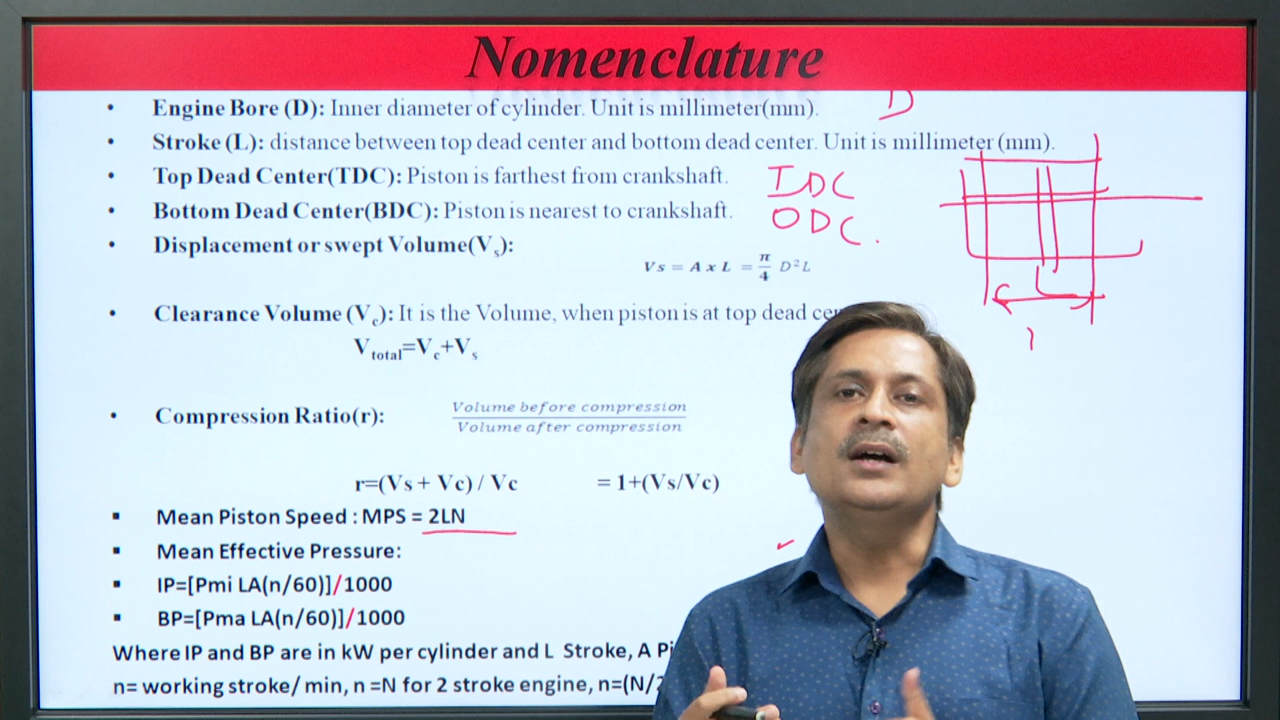 Nomenclature
• Engine Bore (D): Inner diameter of cylinder. Unit is millimeter(mm).
D
• Stroke (L): distance between top dead center and bottom dead center. Unit is millimeter (mm).
• Top Dead Center(TDC): Piston is farthest from crankshaft.
IDC
• Bottom Dead Center(BDC): Piston is nearest to crankshaft.
ODC.
• Displacement or swept Volume(Vs):
Vs = A x L = π/4 D²L
• Clearance Volume (Vc): It is the Volume, when piston is at top dead
Vtotal=Vc+Vs
• Compression Ratio(r): Volume before compression
Volume after compression
r=(Vs + Vc) / Vc = 1+(Vs/Vc)
▪ Mean Piston Speed : MPS = 2LN
▪ Mean Effective Pressure:
▪ IP=[Pmi LA(n/60)]/1000
▪ BP=[Pma LA(n/60)]/1000
Where IP and BP are in kW per cylinder and L Stroke, A
n= working stroke/ min, n =N for 2 stroke engine, n=(N/